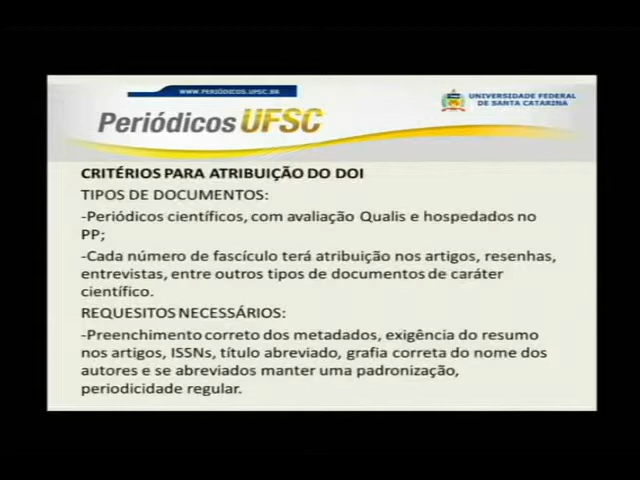 WWW.PERIÓDICOS.UFSC.BR
Periódicos UFSC
UNIVERSIDADE FEDERAL
DE SANTA CATARINA
CRITÉRIOS PARA ATRIBUIÇÃO DO DOI
TIPOS DE DOCUMENTOS:
-Periódicos científicos, com avaliação Qualis e hospedados no
PP;
-Cada número de fascículo terá atribuição nos artigos, resenhas,
entrevistas, entre outros tipos de documentos de caráter
científico.
REQUESITOS NECESSÁRIOS:
-Preenchimento correto dos metadados, exigência do resumo
nos artigos, ISSNs, título abreviado, grafia correta do nome dos
autores e se abreviados manter uma padronização,
periodicidade regular.